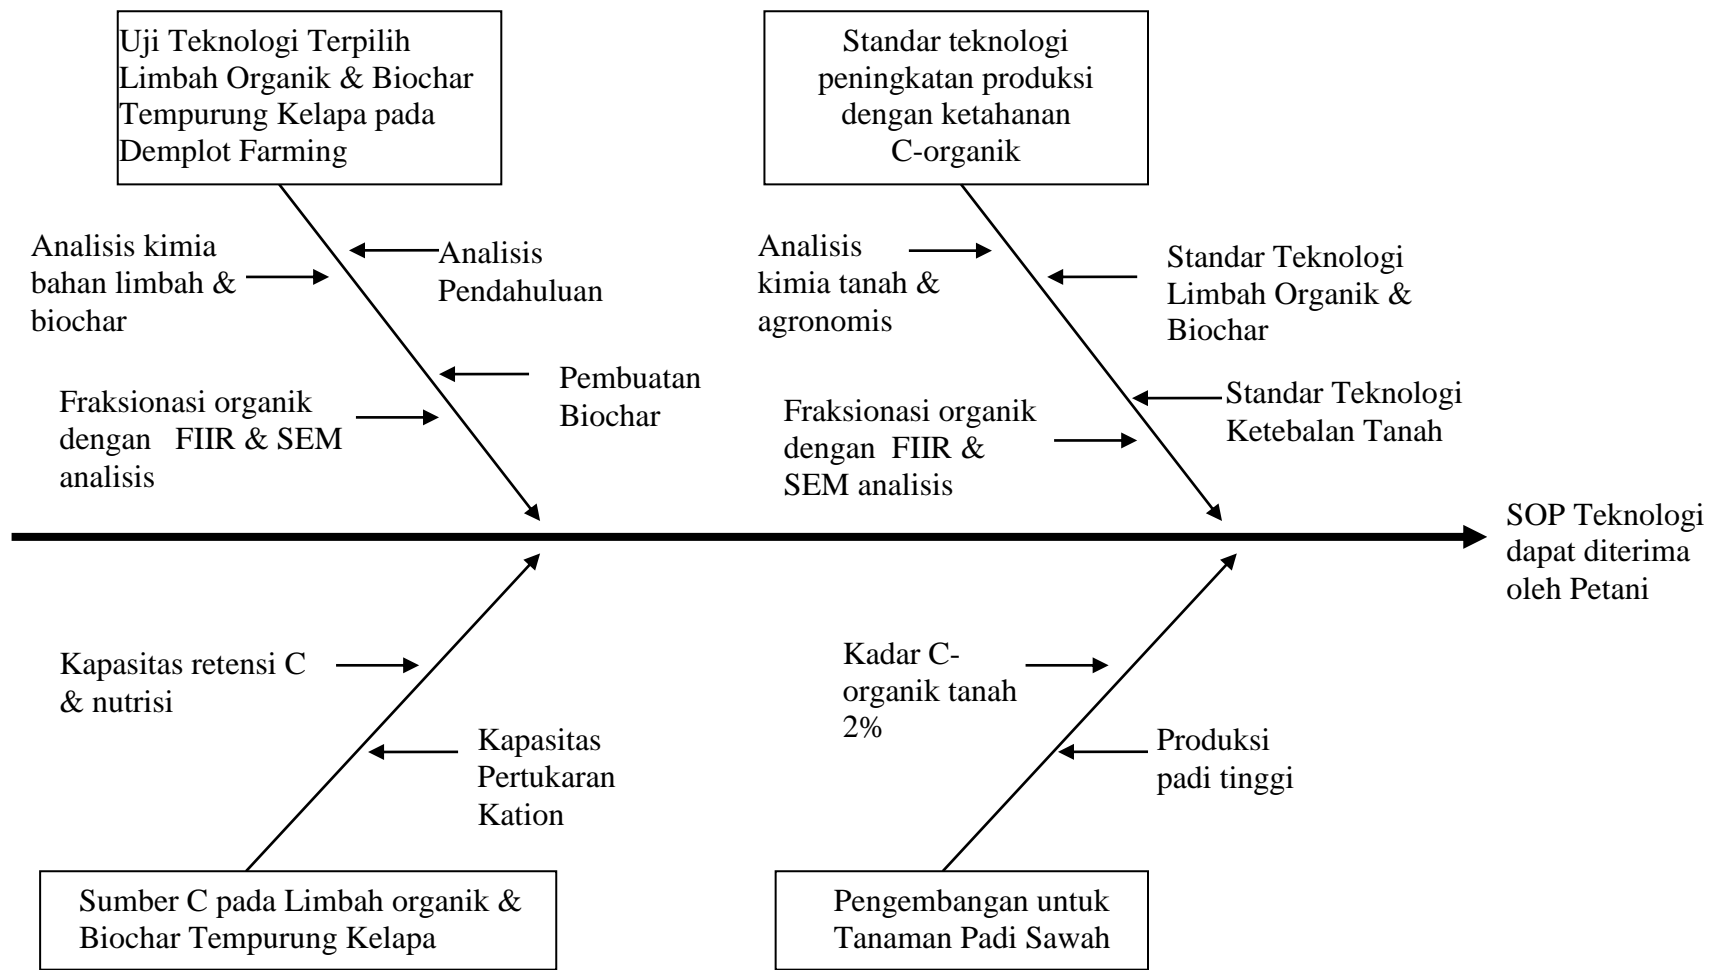 Uji Teknologi Terpilih
Limbah Organik & Biochar
Tempurung Kelapa pada
Demplot Farming
Standar teknologi
peningkatan produksi
dengan ketahanan
C-organik
Analisis kimia
bahan limbah &
biochar
Analisis
Pendahuluan
Analisis
kimia tanah &
agronomis
Standar Teknologi
Limbah Organik &
Biochar
Fraksionasi organik
dengan FIIR & SEM
analisis
Pembuatan
Biochar
Fraksionasi organik
dengan FIIR &
SEM analisis
Standar Teknologi
Ketebalan Tanah
SOP Teknologi
dapat diterima
oleh Petani
Kapasitas retensi C
& nutrisi
Kapasitas
Pertukaran
Kation
Kadar C-
organik tanah
2%
Produksi
padi tinggi
Sumber C pada Limbah organik &
Biochar Tempurung Kelapa
Pengembangan untuk
Tanaman Padi Sawah